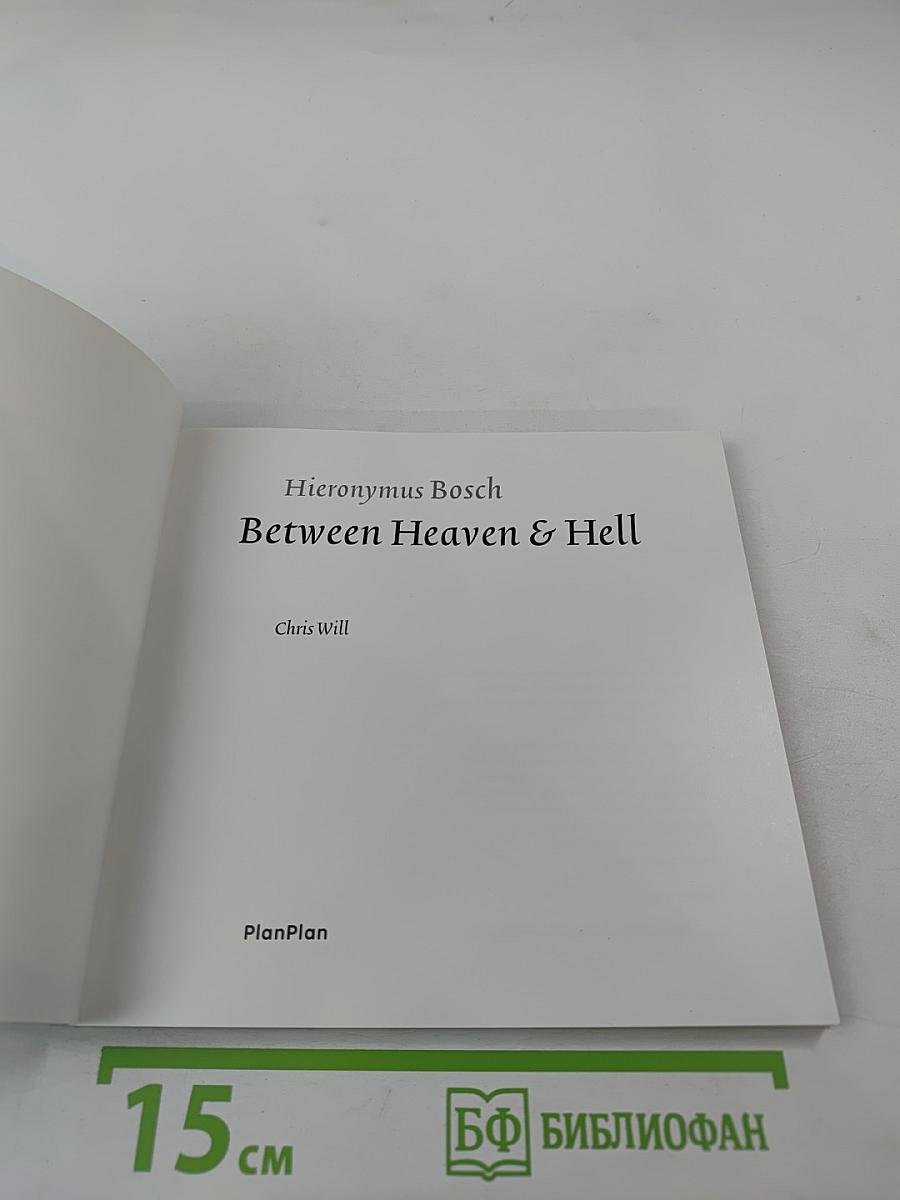 Hieronymus Bosch
Between Heaven & Hell
Chris Will
PlanPlan
15 см
БФ БИБЛИОФАН